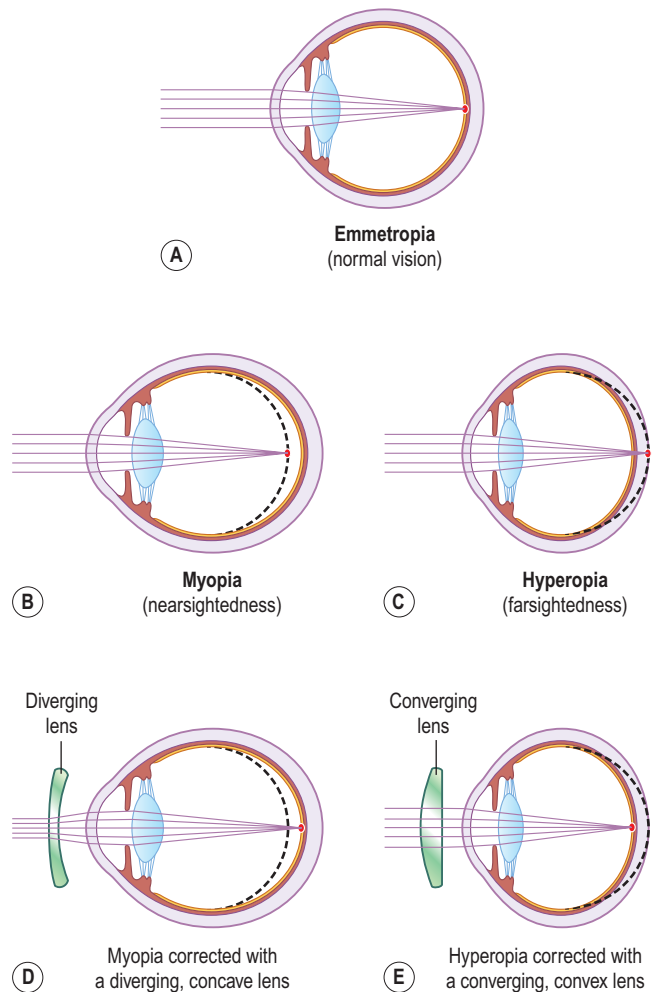 A
Emmetropia
(normal vision)
B
Myopia
(nearsightedness)
C
Hyperopia
(farsightedness)
Diverging
lens
Converging
lens
D
Myopia corrected with
a diverging, concave lens
E
Hyperopia corrected with
a converging, convex lens